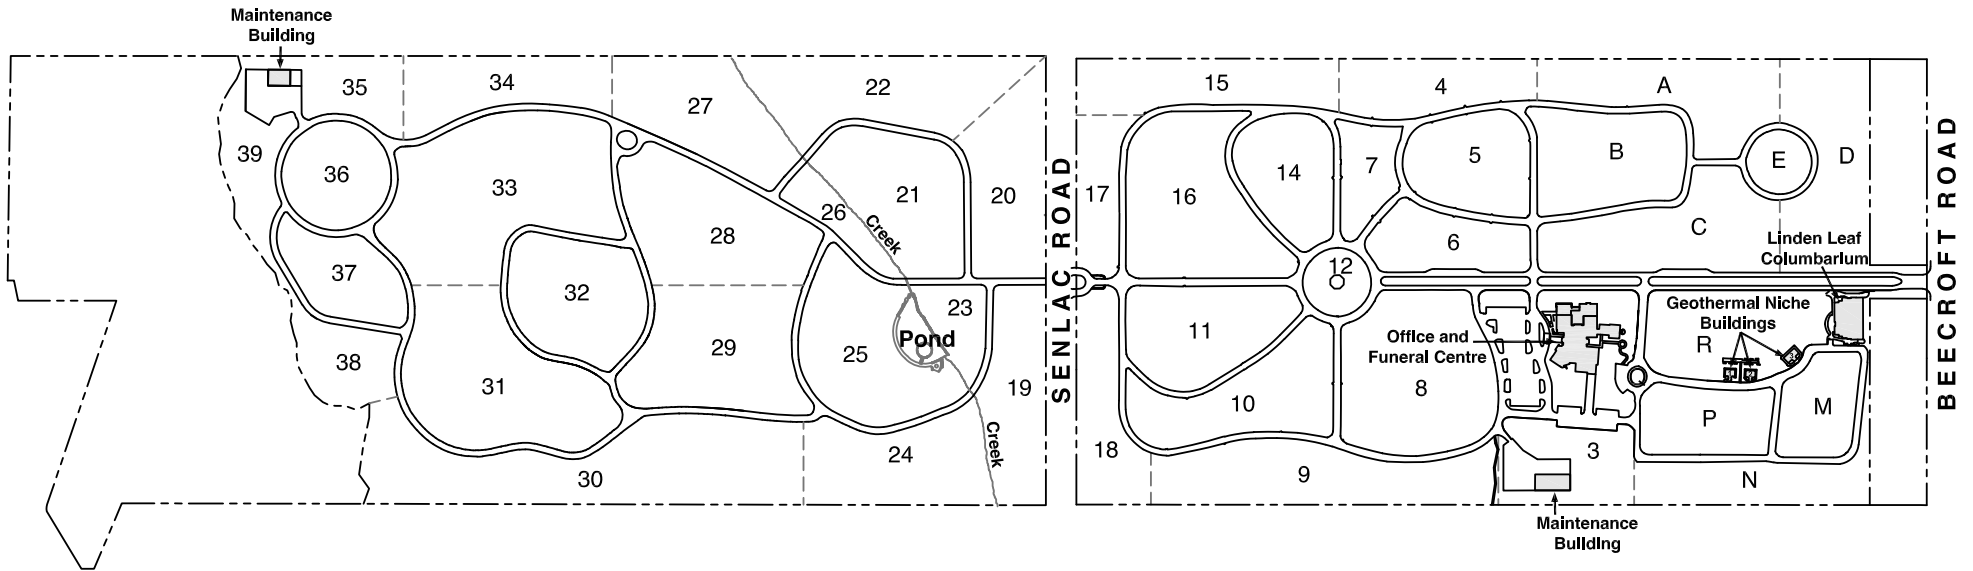 Maintenance
Building
35
34
27
22
15
4
A
39
36
33
26
21
20
17
16
14
7
5
B
E
D
28
Creek
6
C
37
32
23
12
Linden Leaf
Columbarium
SENLAC ROAD
BEECROFT ROAD
Pond
11
Office and
Funeral Centre
Geothermal Niche
Buildings
R
38
31
29
25
19
10
8
P
M
30
24
Creek
18
9
3
N
Maintenance
Building